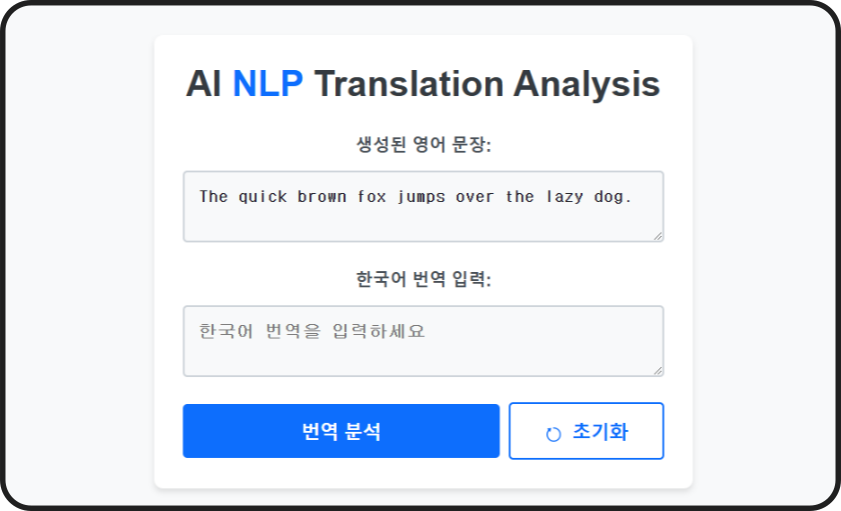 AI NLP Translation Analysis
생성된 영어 문장:
The quick brown fox jumps over the lazy dog.
한국어 번역 입력:
한국어 번역을 입력하세요
번역 분석
초기화